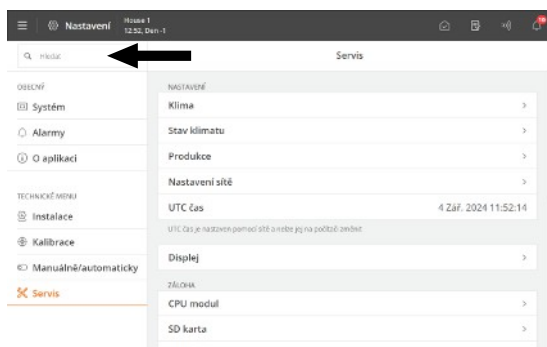 Nastavení
House 1
12:52, Den -1
10
Hledat
Servis
OBECNÝ
Systém
Alarmy
O aplikaci
TECHNICKÉ MENU
Instalace
Kalibrace
Manuálně/automaticky
Servis
NASTAVENÍ
Klima
Stav klimatu
Produkce
Nastavení sítě
UTC čas 4 Zář. 2024 11:52:14
UTC čas je nastaven pomocí sítě a nelze jej na počítači změnit
Displej
ZÁLOHA
CPU modul
SD karta